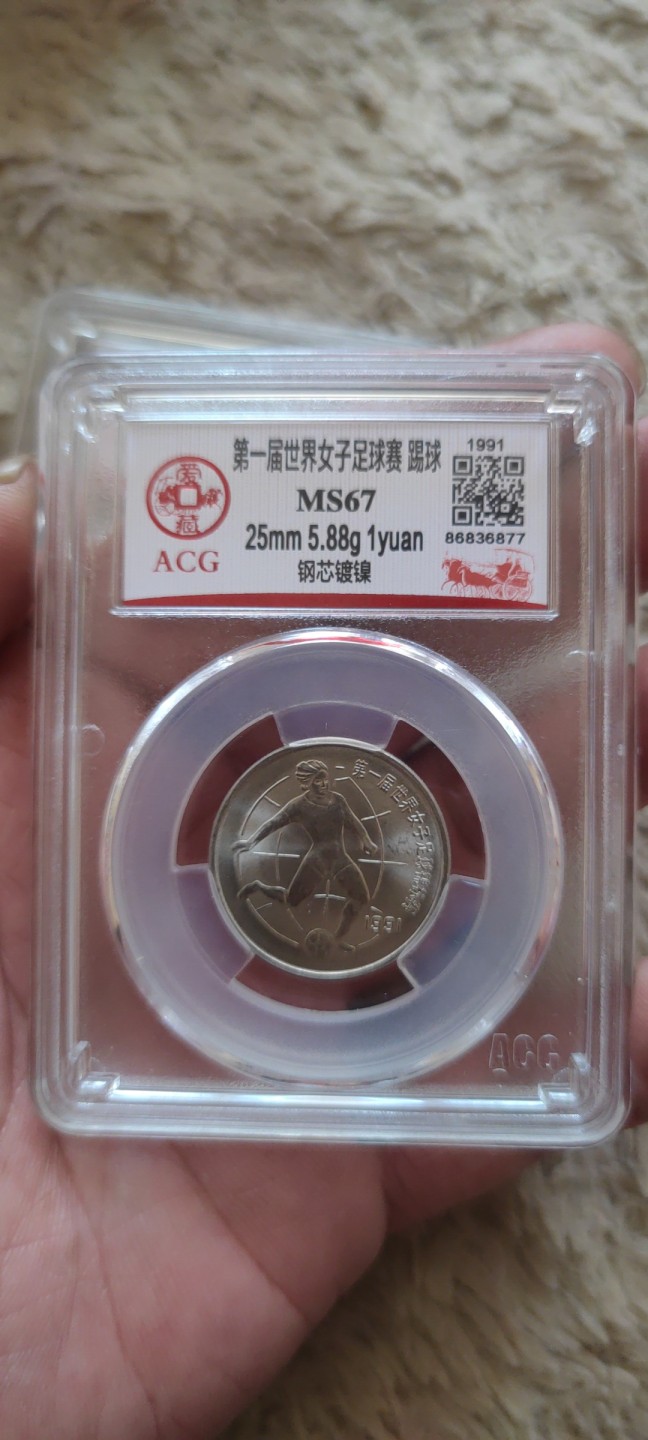 第一届世界女子足球赛 踢球
1991
MS67
25mm 5.88g 1yuan
86836877
钢芯镀镍
爱
藏
ACG
第一届世界女子足球锦标赛
1991
ACG